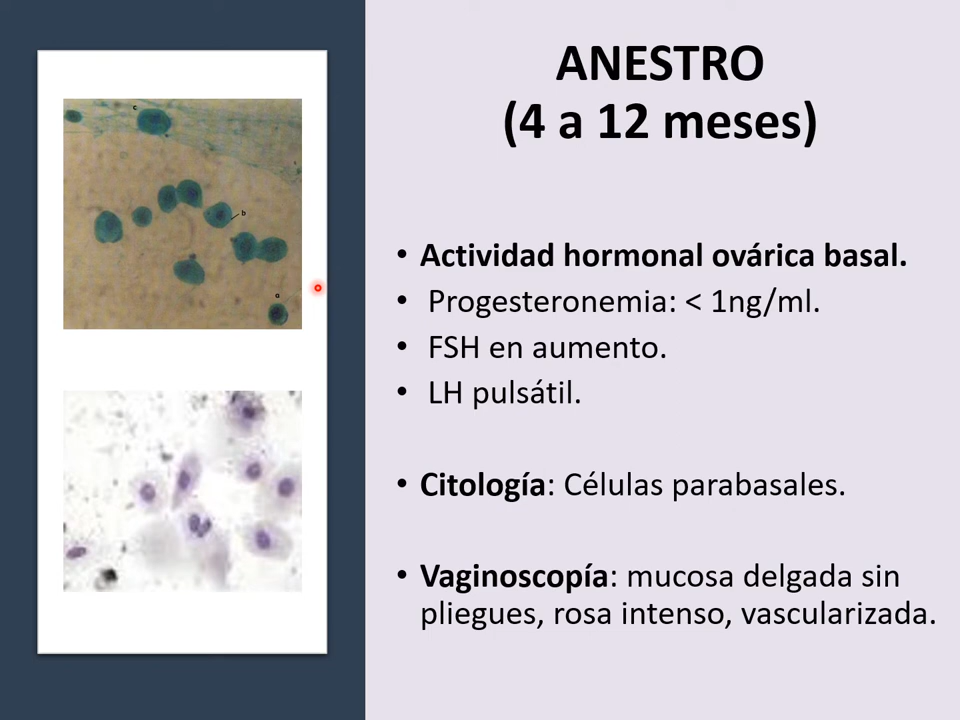 c
b
a
ANESTRO
(4 a 12 meses)
• Actividad hormonal ovárica basal.
• Progesteronemia: < 1ng/ml.
• FSH en aumento.
• LH pulsátil.
• Citología: Células parabasales.
• Vaginoscopía: mucosa delgada sin
pliegues, rosa intenso, vascularizada.